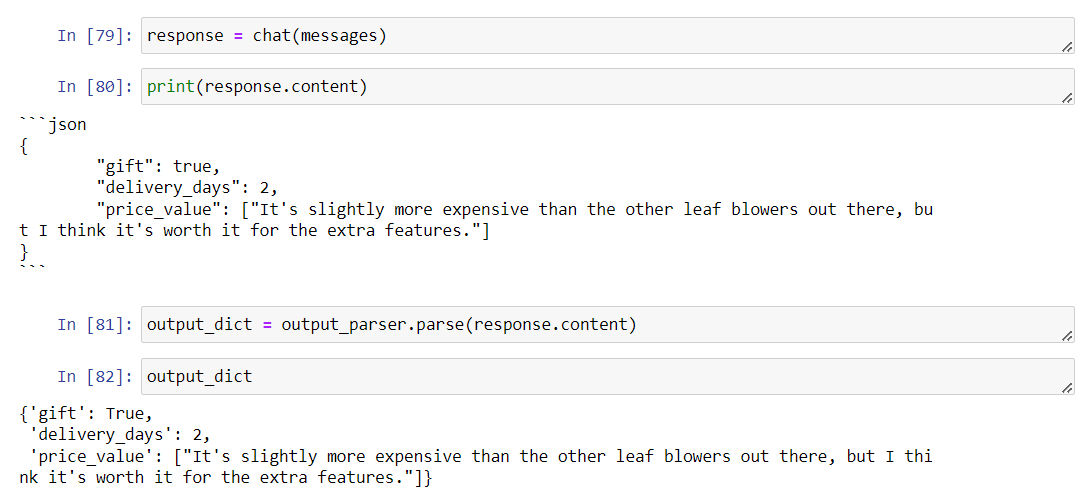 In [79]: response = chat(messages)
In [80]: print(response.content)
```json
{
        "gift": true,
        "delivery_days": 2,
        "price_value": ["It's slightly more expensive than the other leaf blowers out there, bu
t I think it's worth it for the extra features."]
}
```
In [81]: output_dict = output_parser.parse(response.content)
In [82]: output_dict
{'gift': True,
 'delivery_days': 2,
 'price_value': ["It's slightly more expensive than the other leaf blowers out there, but I thi
nk it's worth it for the extra features."]}